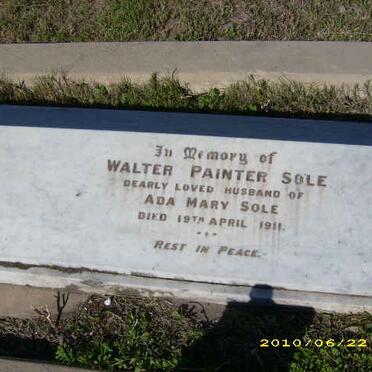 In Memory of
WALTER PAINTER SOLE
DEARLY LOVED HUSBAND OF
ADA MARY SOLE
DIED 19TH APRIL 1911.
REST IN PEACE.
2010/06/22